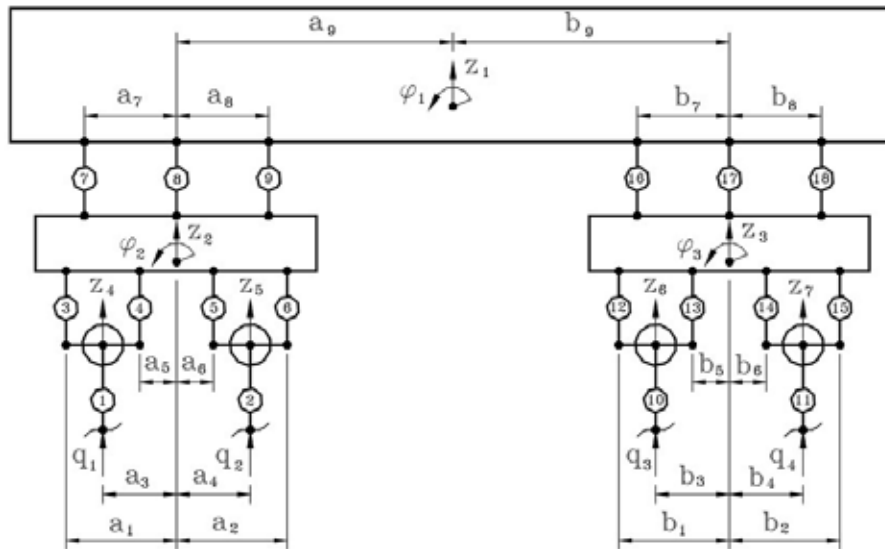 a₉ b₉
z₁
φ₁
a₇ a₈ b₇ b₈
7 8 9 16 17 18
φ₂ z₂ φ₃ z₃
z₄ z₅ z₆ z₇
3 4 5 6 12 13 14 15
a₅ a₆ b₅ b₆
1 2 10 11
q₁ q₂ q₃ q₄
a₃ a₄ b₃ b₄
a₁ a₂ b₁ b₂